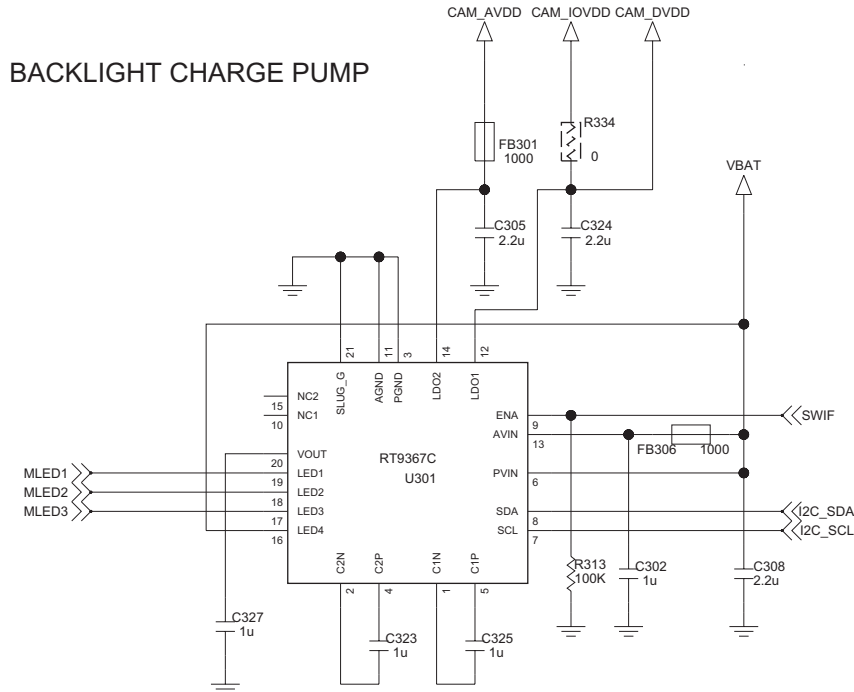 CAM_AVDD CAM_IOVDD CAM_DVDD
BACKLIGHT CHARGE PUMP
R334
FB301
1000
0
VBAT
C305
2.2u
C324
2.2u
21
11
3
14
12
SLUG_G
AGND
PGND
LDO2
LDO1
NC2
15
NC1
10
ENA
9
SWIF
AVIN
13
FB306 1000
VOUT
20
RT9367C
U301
MLED1
LED1
19
PVIN
6
MLED2
LED2
18
MLED3
LED3
17
SDA
8
I2C_SDA
LED4
16
SCL
7
I2C_SCL
C2N
C2P
C1N
C1P
2
4
1
5
R313
100K
C302
1u
C308
2.2u
C327
1u
C323
1u
C325
1u